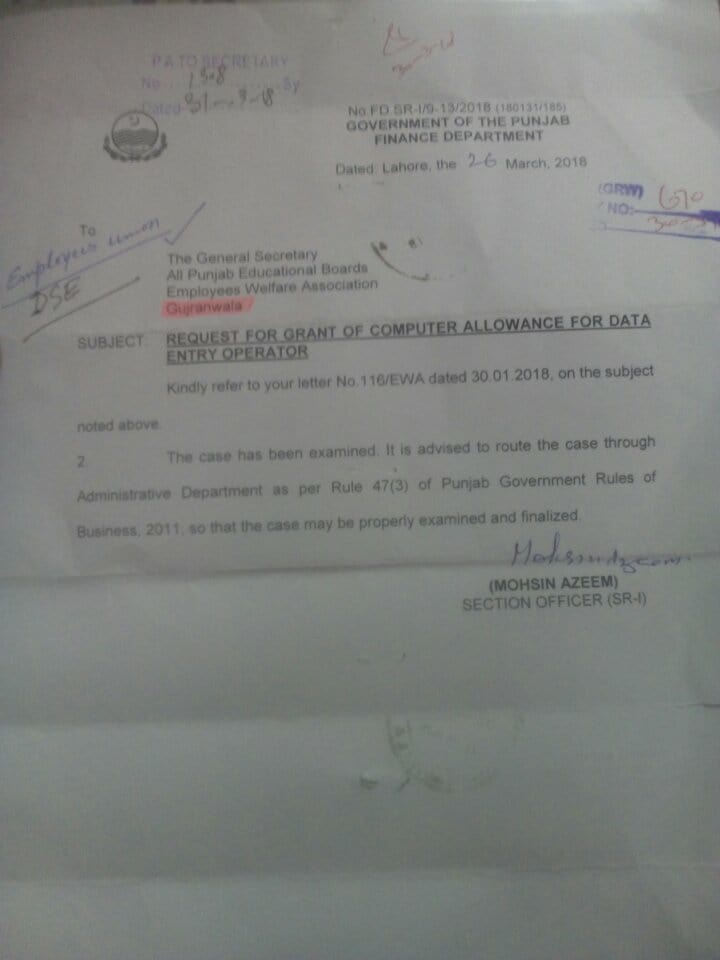 P.A TO SECRETARY
No. 1308 By
Dated 31-3-18
No.FD.SR-I/9-13/2018 (180131/185)
GOVERNMENT OF THE PUNJAB
FINANCE DEPARTMENT
Dated: Lahore, the 26 March, 2018
(GRW)
NO:- 670
To
Employees union
DSE
The General Secretary
All Punjab Educational Boards
Employees Welfare Association
Gujranwala
SUBJECT: REQUEST FOR GRANT OF COMPUTER ALLOWANCE FOR DATA
ENTRY OPERATOR
Kindly refer to your letter No.116/EWA dated 30.01.2018, on the subject
noted above.
2. The case has been examined. It is advised to route the case through
Administrative Department as per Rule 47(3) of Punjab Government Rules of
Business, 2011, so that the case may be properly examined and finalized.
(MOHSIN AZEEM)
SECTION OFFICER (SR-I)